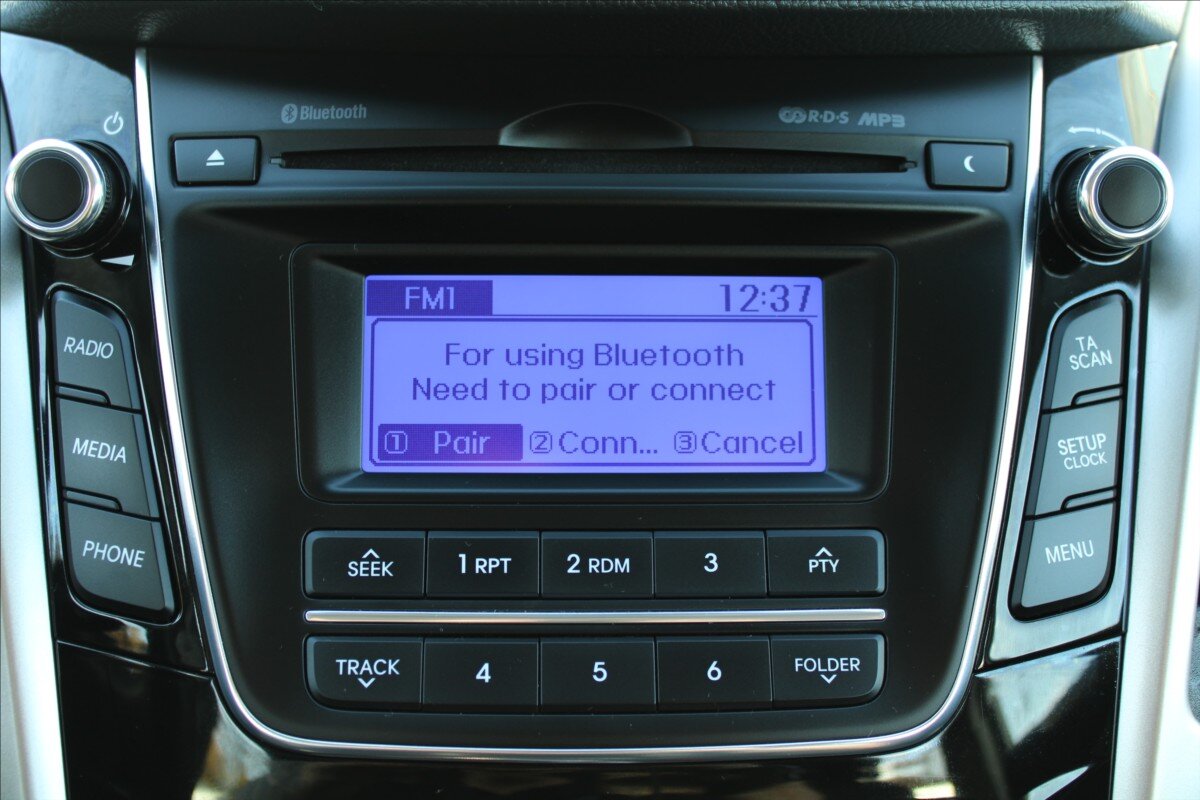 Bluetooth
R·D·S MP3
FM1 12:37
For using Bluetooth
Need to pair or connect
1 Pair 2 Conn... 3 Cancel
RADIO
MEDIA
PHONE
TA
SCAN
SETUP
CLOCK
MENU
SEEK 1 RPT 2 RDM 3 PTY
TRACK 4 5 6 FOLDER